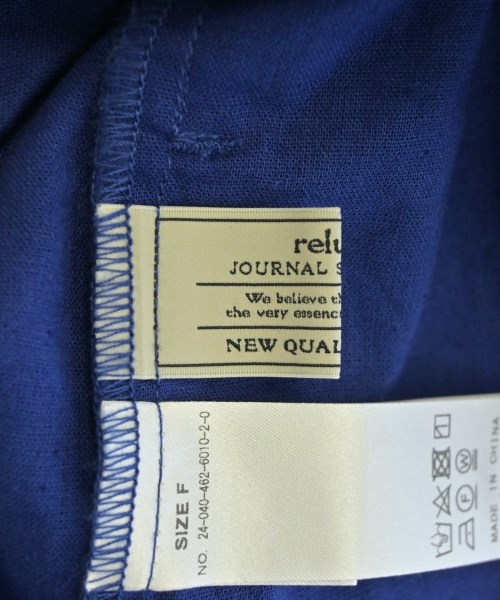 relu
JOURNAL S
We believe th
the very essenc
NEW QUAL
SIZE F
NO. 24-040-462-6010-2-0
MADE IN CHINA